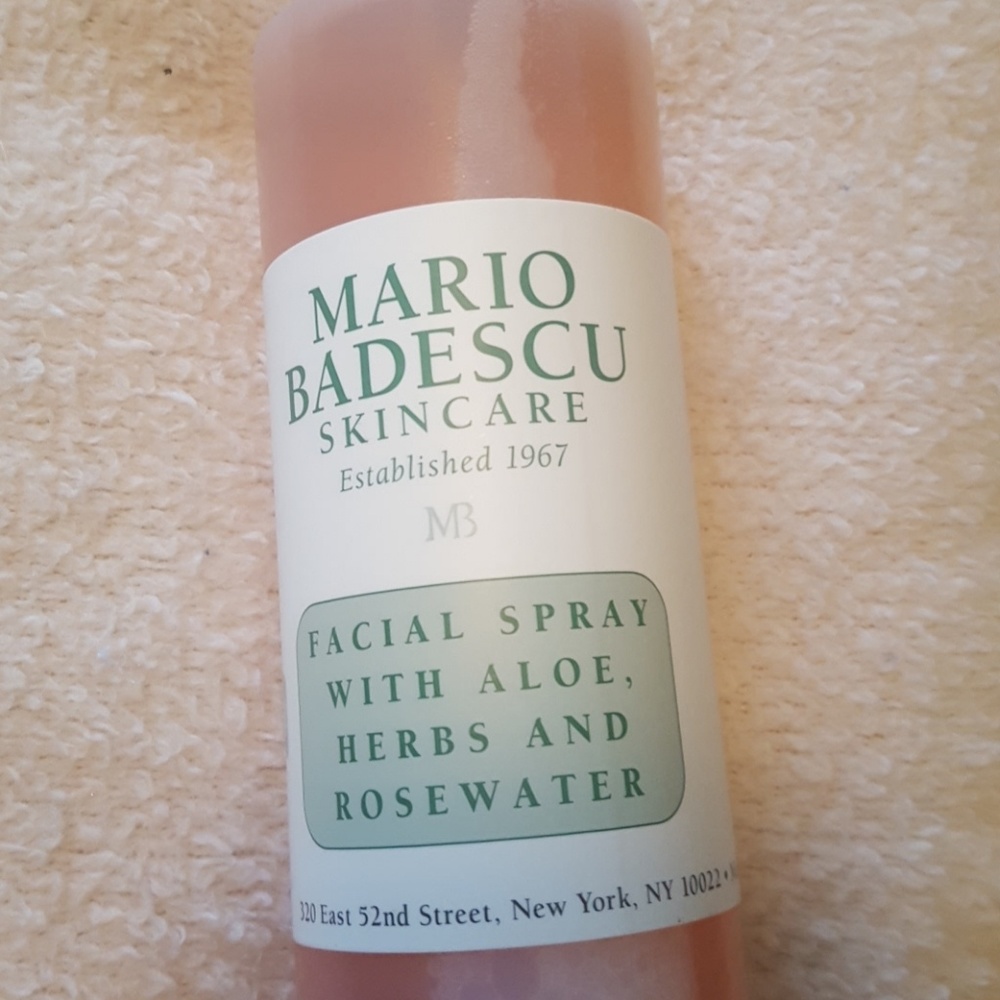 MARIO
BADESCU
SKINCARE
Established 1967
MB
FACIAL SPRAY
WITH ALOE,
HERBS AND
ROSEWATER
320 East 52nd Street, New York, NY 10022 •